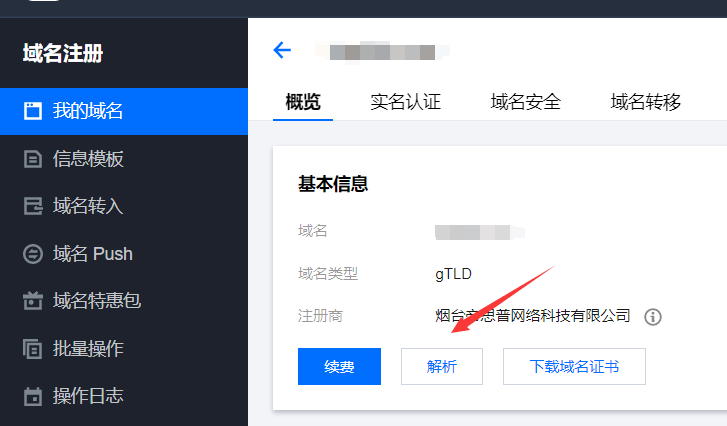 域名注册
我的域名
信息模板
域名转入
域名 Push
域名特惠包
批量操作
操作日志
概览 实名认证 域名安全 域名转移
基本信息
域名
域名类型 gTLD
注册商 烟台帝思普网络科技有限公司
续费 解析 下载域名证书